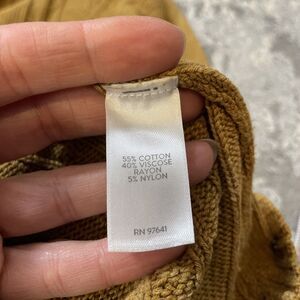 55% COTTON
40% VISCOSE
RAYON
5% NYLON
RN 97641